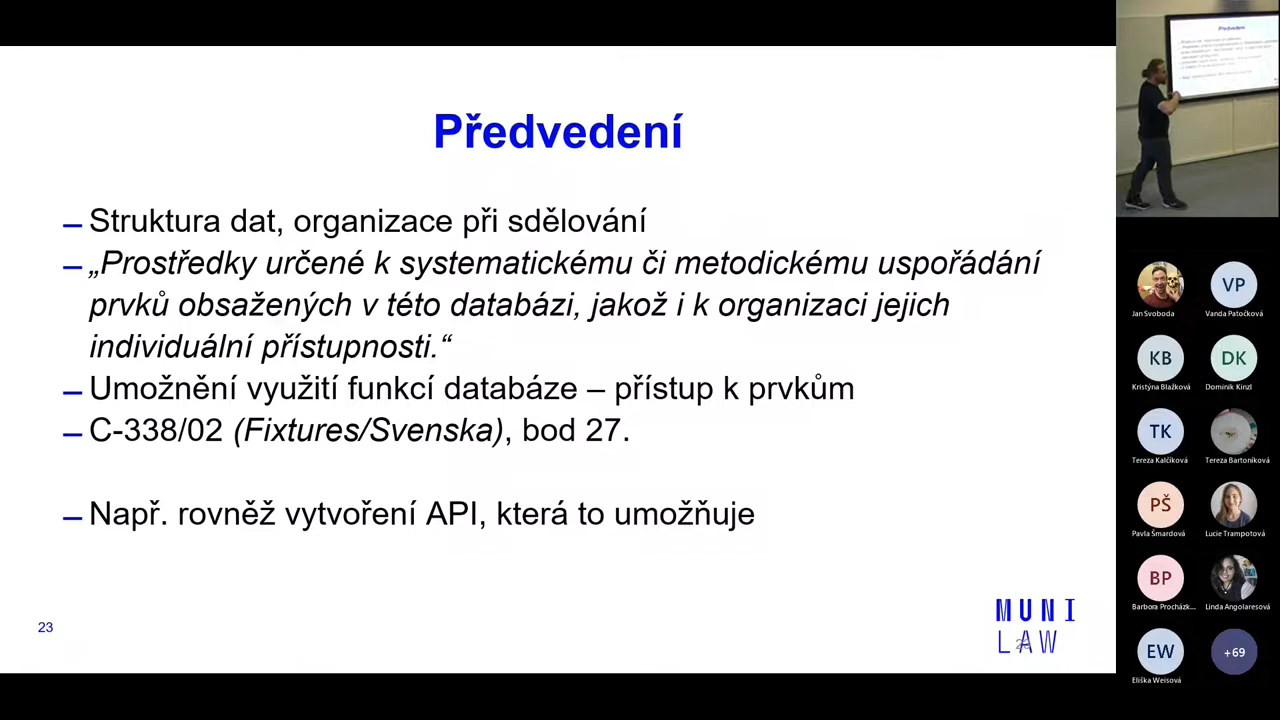 Předvedení
– Struktura dat, organizace při sdělování
– „Prostředky určené k systematickému či metodickému uspořádání
prvků obsažených v této databázi, jakož i k organizaci jejich
individuální přístupnosti.“
– Umožnění využití funkcí databáze – přístup k prvkům
– C-338/02 (Fixtures/Svenska), bod 27.
– Např. rovněž vytvoření API, která to umožňuje
23
MUNI
LAW
Předvedení
Jan Svoboda
VP
Vanda Patočková
KB
Kristýna Blažková
DK
Dominik Kinzl
TK
Tereza Kalčíková
Tereza Bartoníková
PŠ
Pavla Šmardová
Lucie Trampotová
BP
Barbora Procházk...
Linda Angolaresová
EW
Eliška Weisová
+69